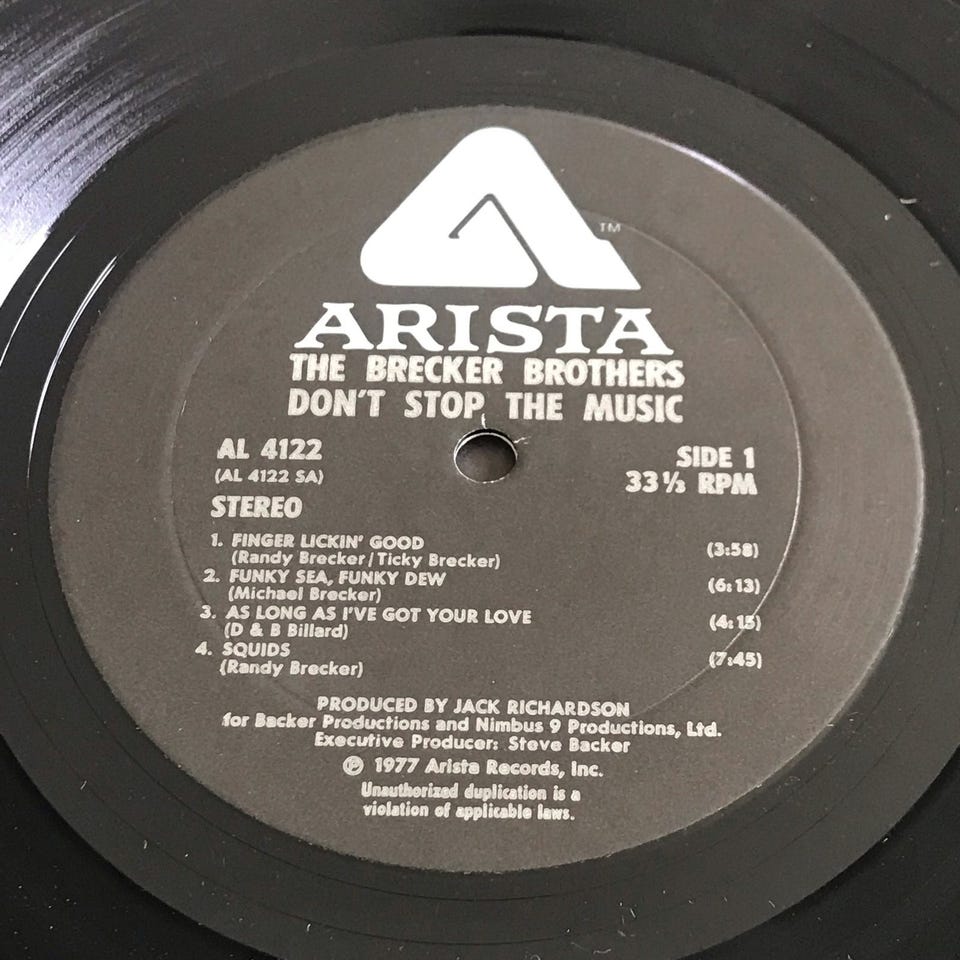 TM
ARISTA
THE BRECKER BROTHERS
DON'T STOP THE MUSIC
AL 4122
(AL 4122 SA)
STEREO
SIDE 1
33⅓ RPM
1. FINGER LICKIN' GOOD (3:58)
(Randy Brecker/Ticky Brecker)
2. FUNKY SEA, FUNKY DEW (6:13)
(Michael Brecker)
3. AS LONG AS I'VE GOT YOUR LOVE (4:15)
(D & B Billard)
4. SQUIDS (7:45)
(Randy Brecker)
PRODUCED BY JACK RICHARDSON
for Backer Productions and Nimbus 9 Productions, Ltd.
Executive Producer: Steve Backer
℗ 1977 Arista Records, Inc.
Unauthorized duplication is a
violation of applicable laws.